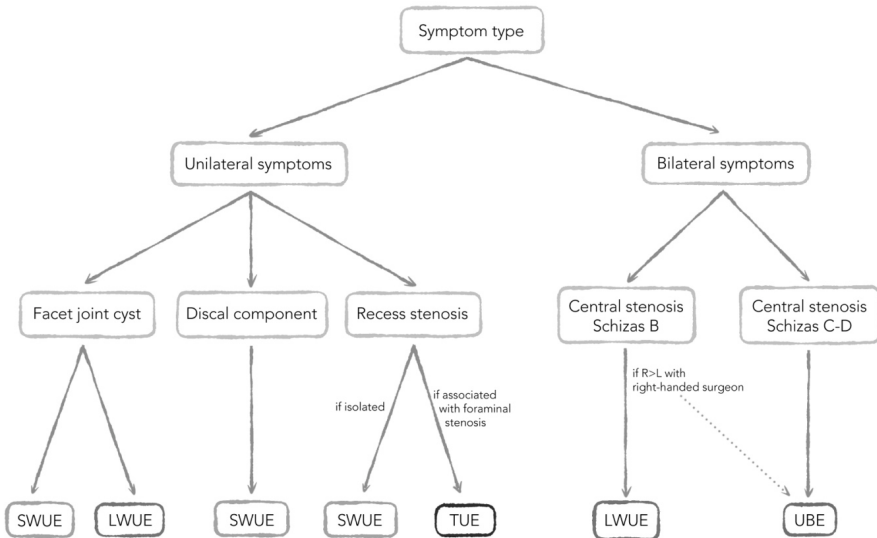 Symptom type
Unilateral symptoms
Bilateral symptoms
Facet joint cyst
Discal component
Recess stenosis
Central stenosis
Schizas B
Central stenosis
Schizas C-D
if isolated
if associated
with foraminal
stenosis
if R>L with
right-handed surgeon
SWUE
LWUE
SWUE
SWUE
TUE
LWUE
UBE